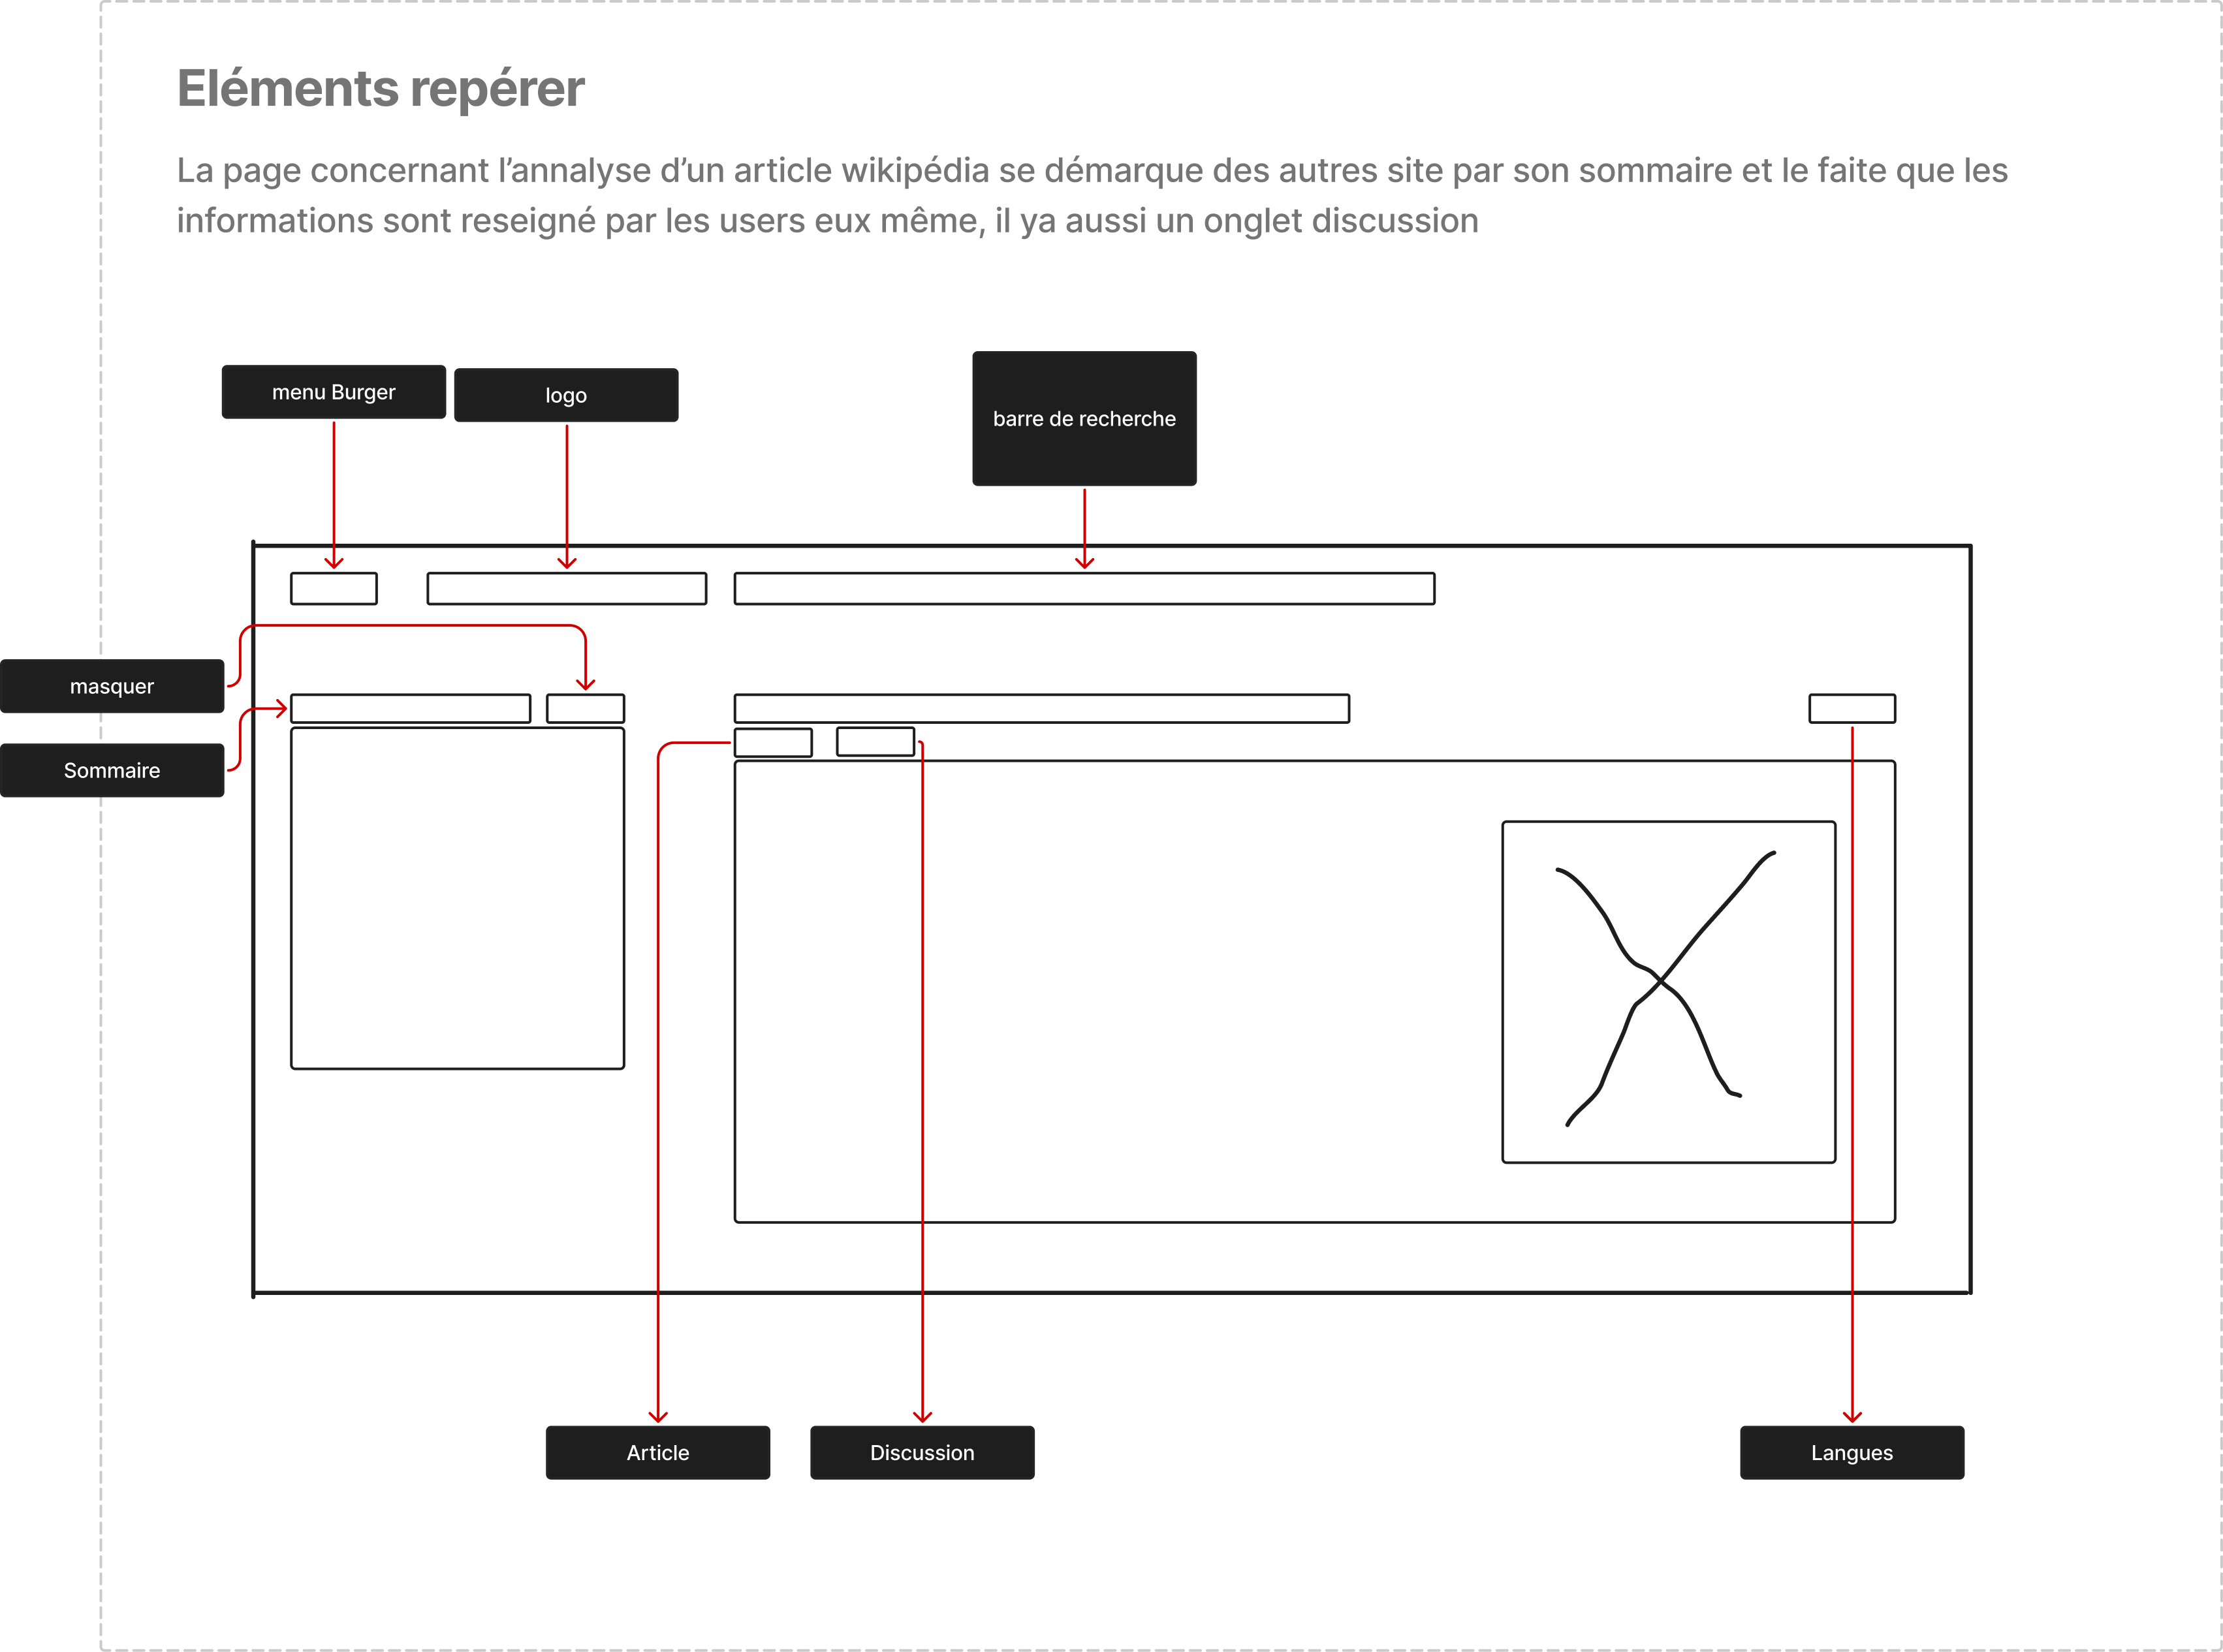 Eléments repérer
La page concernant l’annalyse d’un article wikipédia se démarque des autres site par son sommaire et le faite que les
informations sont reseigné par les users eux même, il ya aussi un onglet discussion
menu Burger
logo
barre de recherche
masquer
Sommaire
Article
Discussion
Langues